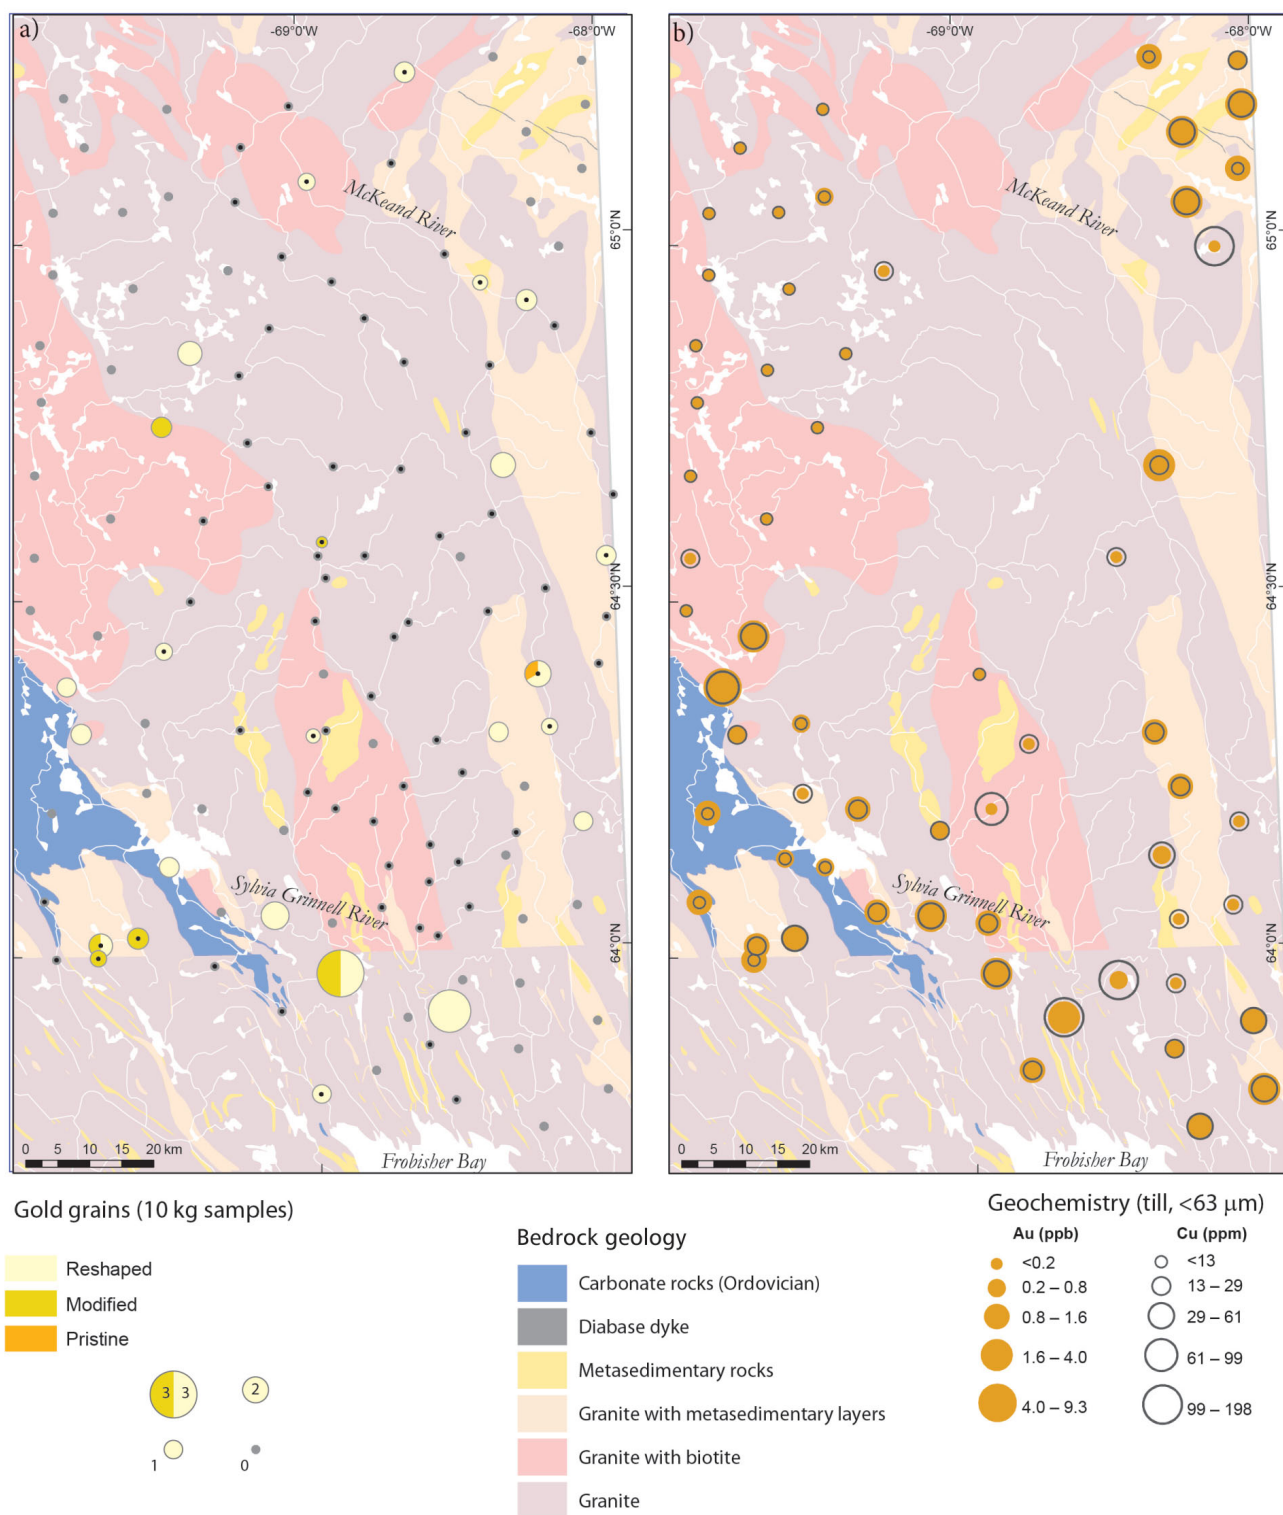 a)
-69°0'W
-68°0'W
McKeand River
65°0'N
64°30'N
Sylvia Grinnell River
64°0'N
0 5 10 15 20 km
Frobisher Bay
b)
-69°0'W
-68°0'W
McKeand River
65°0'N
64°30'N
Sylvia Grinnell River
64°0'N
0 5 10 15 20 km
Frobisher Bay
Gold grains (10 kg samples)
Reshaped
Modified
Pristine
3 3
2
1
0
Bedrock geology
Carbonate rocks (Ordovician)
Diabase dyke
Metasedimentary rocks
Granite with metasedimentary layers
Granite with biotite
Granite
Geochemistry (till, <63 μm)
Au (ppb) Cu (ppm)
<0.2 <13
0.2 – 0.8 13 – 29
0.8 – 1.6 29 – 61
1.6 – 4.0 61 – 99
4.0 – 9.3 99 – 198